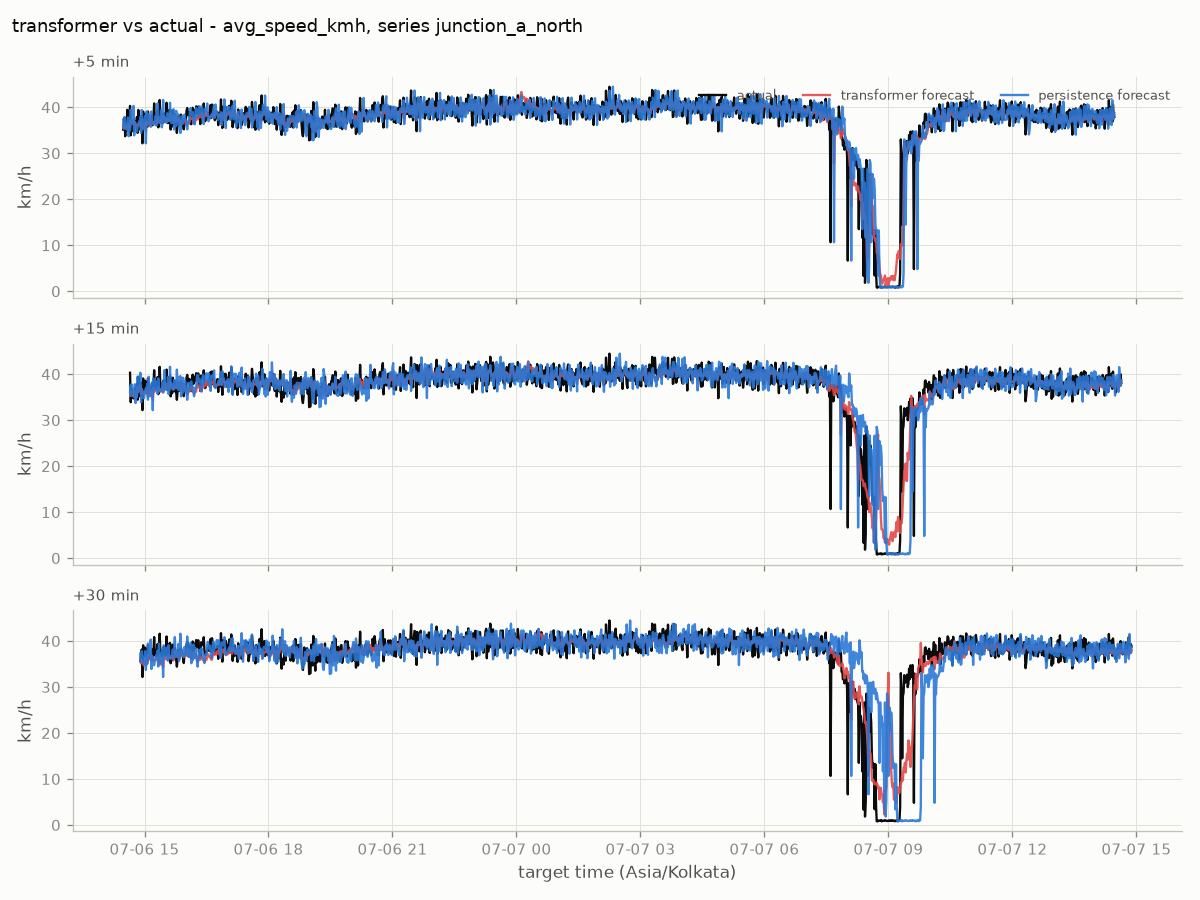 transformer vs actual - avg_speed_kmh, series junction_a_north
+5 min
actual transformer forecast persistence forecast
40
30
20
10
0
km/h
+15 min
40
30
20
10
0
km/h
+30 min
40
30
20
10
0
km/h
07-06 15 07-06 18 07-06 21 07-07 00 07-07 03 07-07 06 07-07 09 07-07 12 07-07 15
target time (Asia/Kolkata)